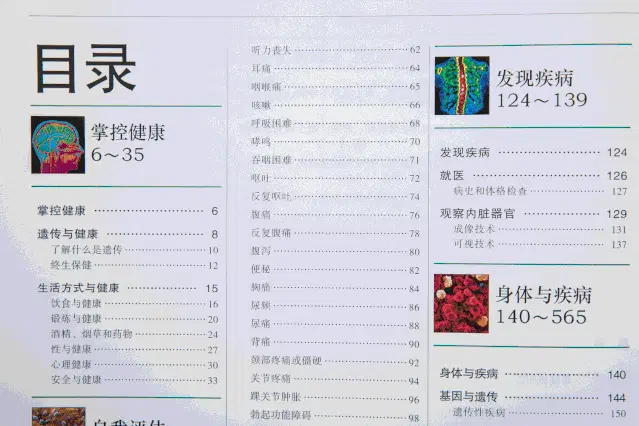 目录
掌控健康
6～35
掌控健康 6
遗传与健康 8
了解什么是遗传 10
终生保健 12
生活方式与健康 15
饮食与健康 16
锻炼与健康 20
酒精、烟草和药物 24
性与健康 27
心理健康 30
安全与健康 33
自我评估
听力丧失 62
耳痛 64
咽喉痛 65
咳嗽 66
呼吸困难 68
哮鸣 70
吞咽困难 71
呕吐 72
反复呕吐 74
腹痛 76
反复腹痛 78
腹泻 80
便秘 82
胸痛 84
尿频 86
尿痛 88
背痛 90
颈部疼痛或僵硬 92
关节疼痛 94
踝关节肿胀 96
勃起功能障碍 98
发现疾病
124～139
发现疾病 124
就医 126
病史和体格检查 127
观察内脏器官 129
成像技术 131
可视技术 137
身体与疾病
140～565
身体与疾病 140
基因与遗传 144
遗传性疾病 150